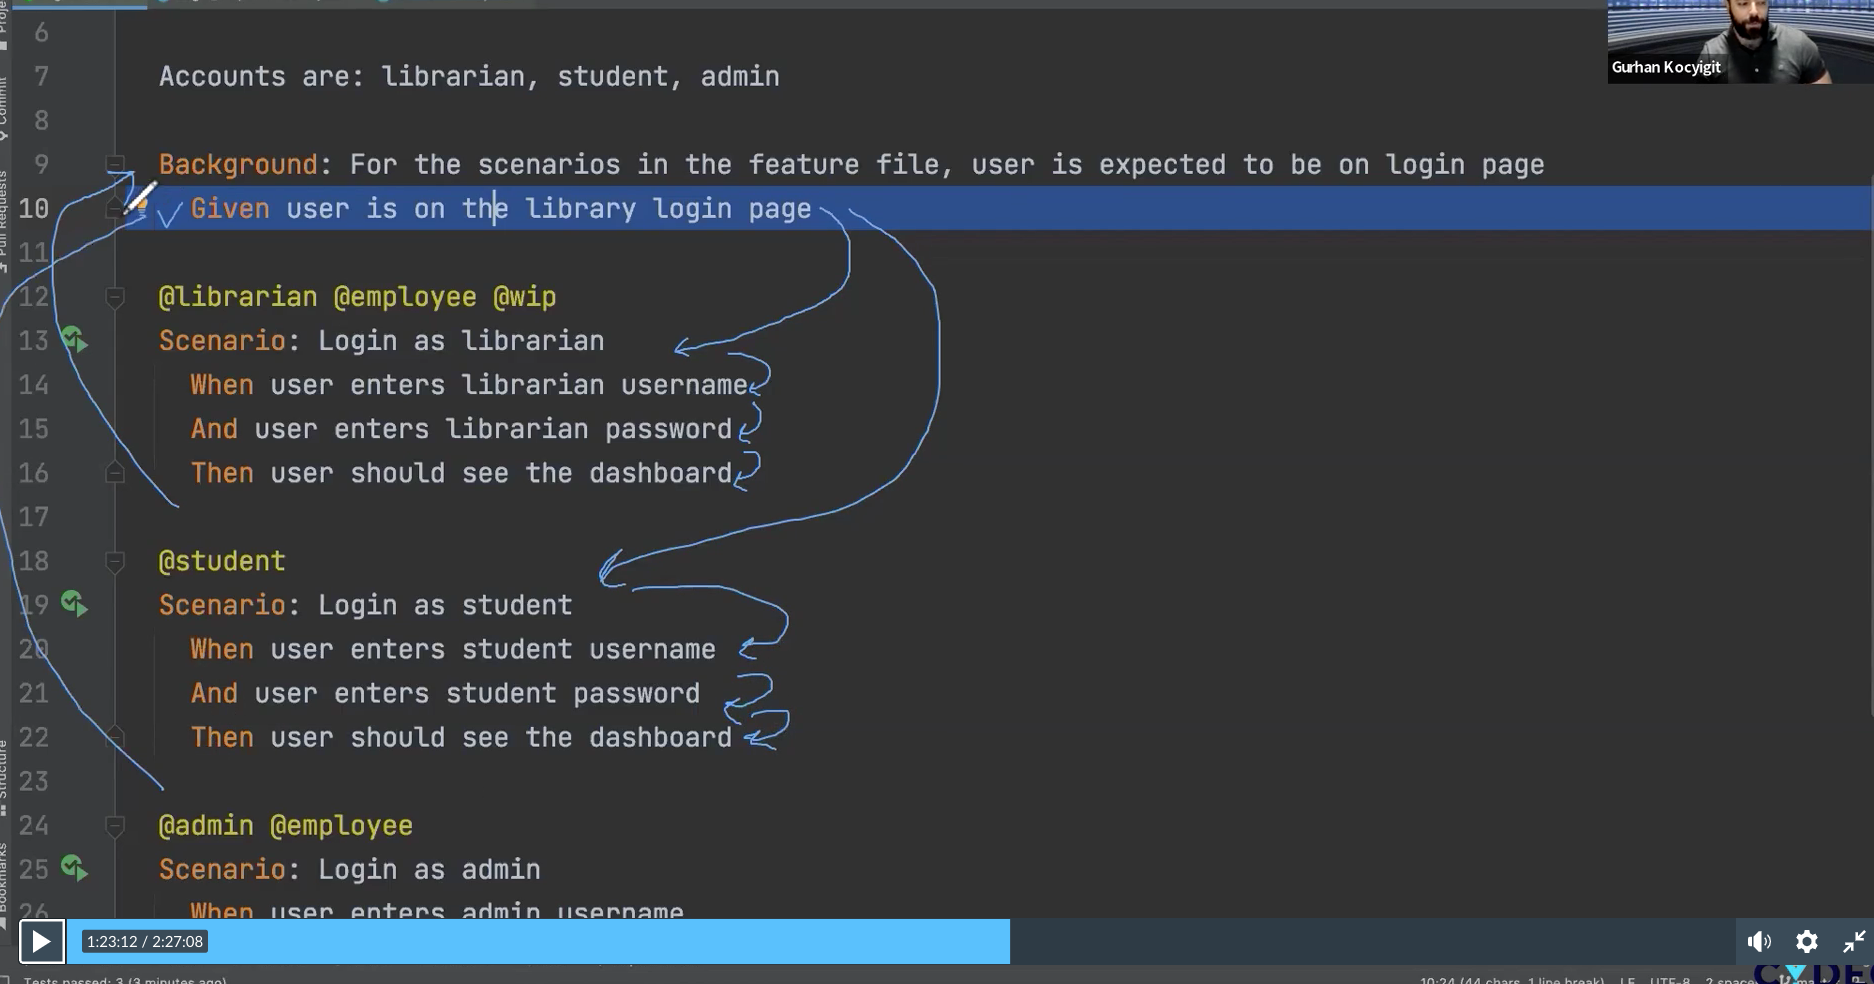 6
7 Accounts are: librarian, student, admin
Gurhan Kocyigit
8
9 Background: For the scenarios in the feature file, user is expected to be on login page
10 Given user is on the library login page
11
12 @librarian @employee @wip
13 Scenario: Login as librarian
14 When user enters librarian username
15 And user enters librarian password
16 Then user should see the dashboard
17
18 @student
19 Scenario: Login as student
20 When user enters student username
21 And user enters student password
22 Then user should see the dashboard
23
24 @admin @employee
25 Scenario: Login as admin
26 When user enters admin username
Commit
Pull Requests
Structure
Bookmarks
1:23:12 / 2:27:08
Tests passed: 3 (3 minutes ago)
10:24 (44 chars, 1 line break) LF UTF-8 2 space